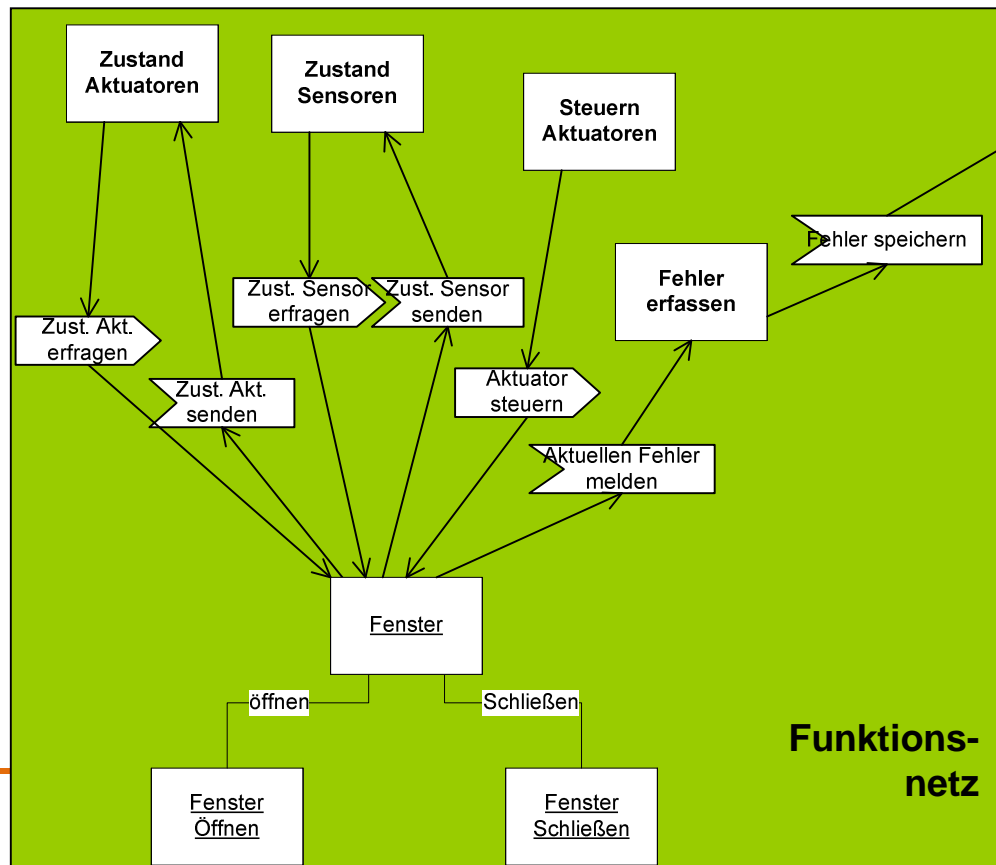 Zustand
Aktuatoren
Zustand
Sensoren
Steuern
Aktuatoren
Fehler speichern
Fehler
erfassen
Zust. Sensor
erfragen
Zust. Sensor
senden
Zust. Akt.
erfragen
Zust. Akt.
senden
Aktuator
steuern
Aktuellen Fehler
melden
Fenster
öffnen
Schließen
Fenster
Öffnen
Fenster
Schließen
Funktions-
netz